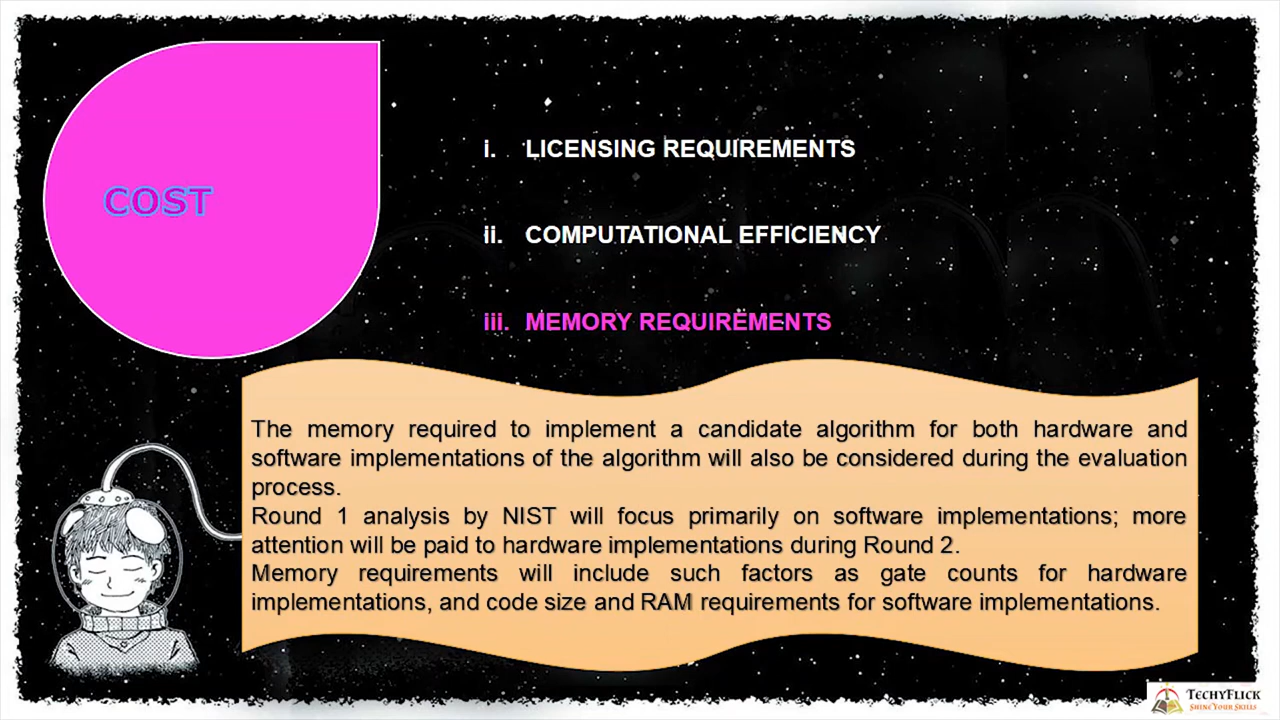 COST
i. LICENSING REQUIREMENTS
ii. COMPUTATIONAL EFFICIENCY
iii. MEMORY REQUIREMENTS
The memory required to implement a candidate algorithm for both hardware and
software implementations of the algorithm will also be considered during the evaluation
process.
Round 1 analysis by NIST will focus primarily on software implementations; more
attention will be paid to hardware implementations during Round 2.
Memory requirements will include such factors as gate counts for hardware
implementations, and code size and RAM requirements for software implementations.
TECHYFLICK
SHINE YOUR SKILLS